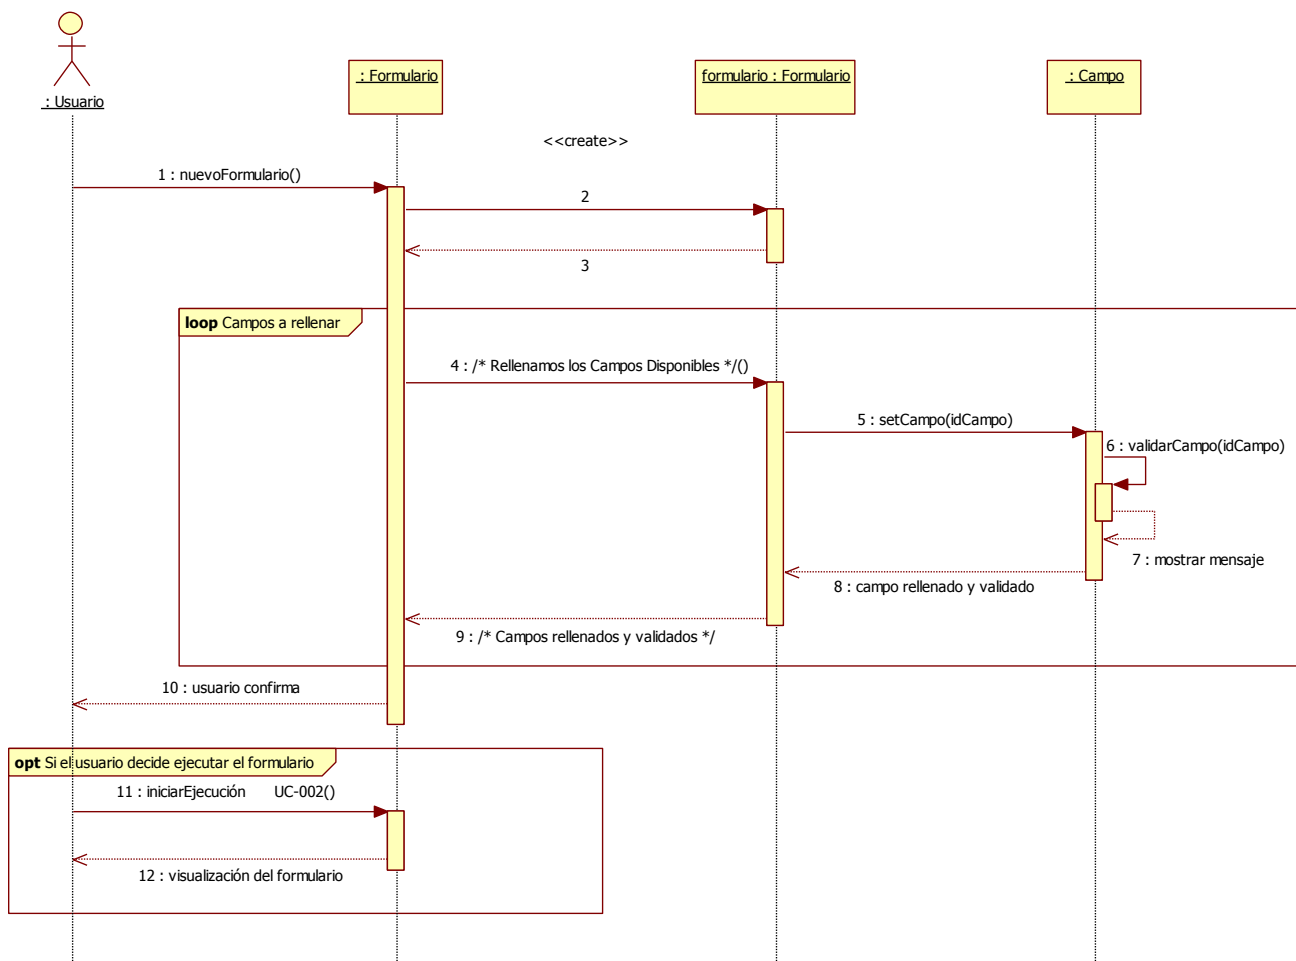 : Usuario
: Formulario
formulario : Formulario
: Campo
<<create>>
1 : nuevoFormulario()
2
3
loop Campos a rellenar
4 : /* Rellenamos los Campos Disponibles */()
5 : setCampo(idCampo)
6 : validarCampo(idCampo)
7 : mostrar mensaje
8 : campo rellenado y validado
9 : /* Campos rellenados y validados */
10 : usuario confirma
opt Si el usuario decide ejecutar el formulario
11 : iniciarEjecución UC-002()
12 : visualización del formulario